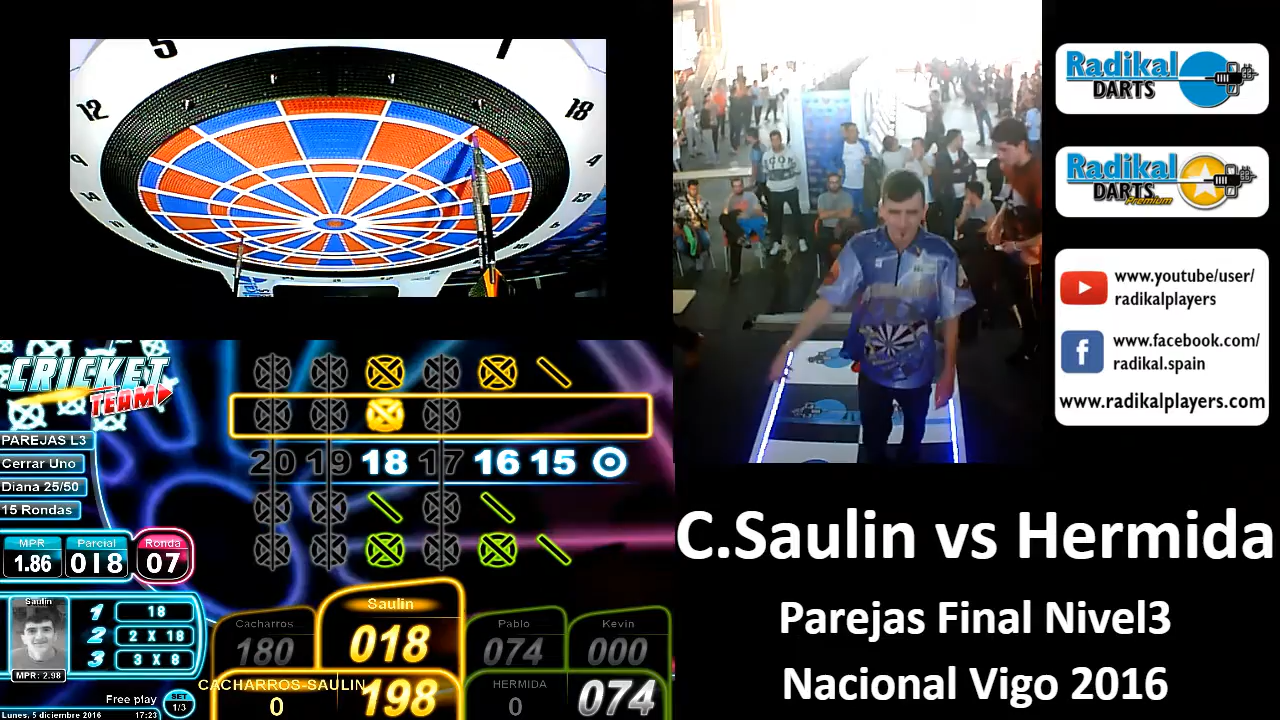 5 7
12 18
9 4
14 13
CRICKET
TEAM
PAREJAS L3
Cerrar Uno
Diana 25/50
15 Rondas
20 19 18 17 16 15
MPR Parcial Ronda
1.86 018 07
Saulin
1 18
2 2 X 18
3 3 X 8
MPR: 2.98
Free play SET 1/3
Lunes, 5 diciembre 2016 17:23
Cacharros Saulin Pablo Kevin
180 018 074 000
CACHARROS-SAULIN HERMIDA
0 198 0 074
Radikal
DARTS
Radikal
DARTS
Premium
www.youtube/user/
radikalplayers
www.facebook.com/
radikal.spain
www.radikalplayers.com
C.Saulin vs Hermida
Parejas Final Nivel3
Nacional Vigo 2016